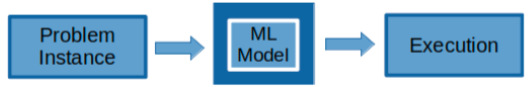 Problem
Instance
ML
Model
Execution